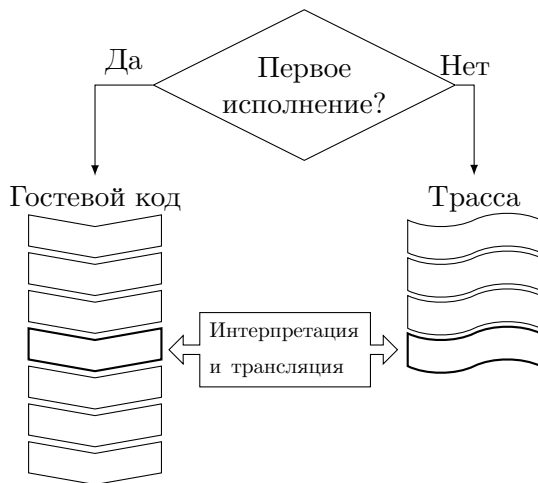 Да
Первое
исполнение?
Нет
Гостевой код
Трасса
Интерпретация
и трансляция